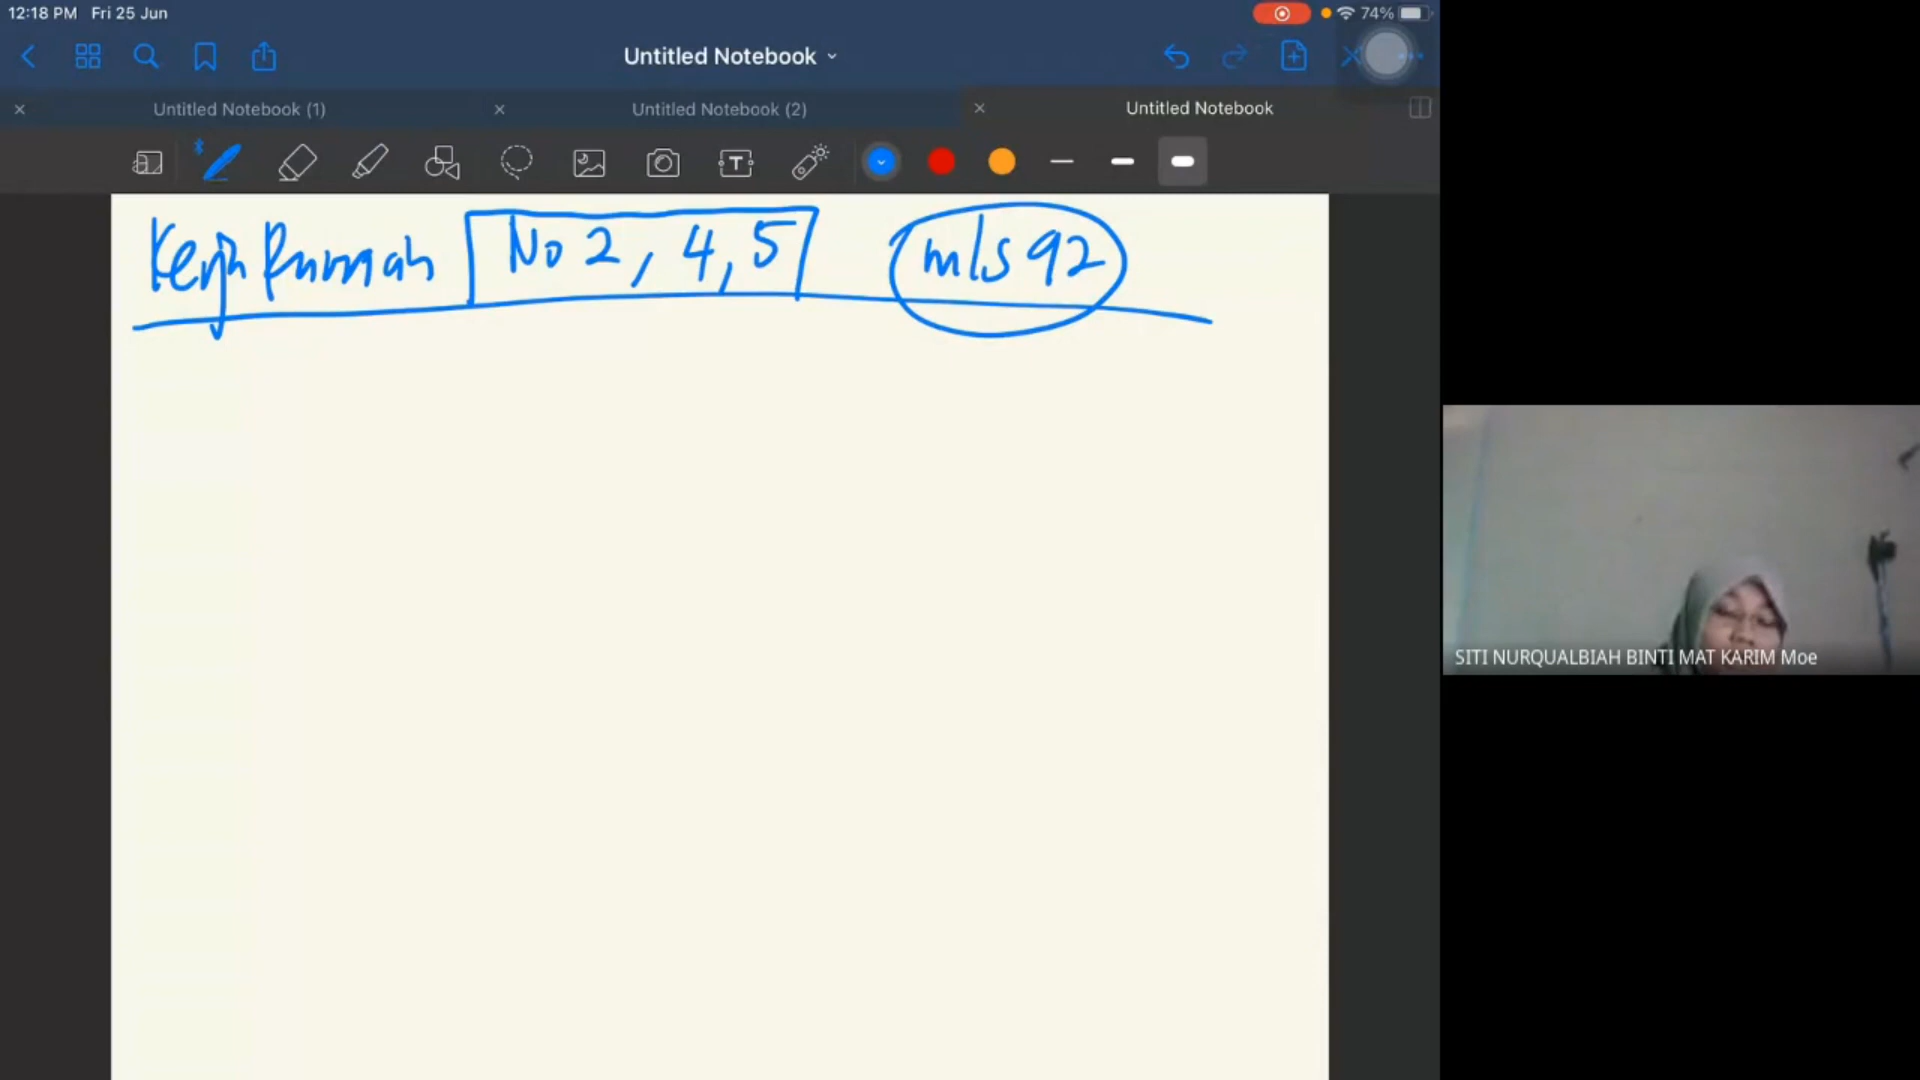 12:18 PM Fri 25 Jun 74%
Untitled Notebook
Untitled Notebook (1) Untitled Notebook (2) Untitled Notebook
Kerja Rumah No 2, 4, 5 m/s 92
SITI NURQUALBIAH BINTI MAT KARIM Moe